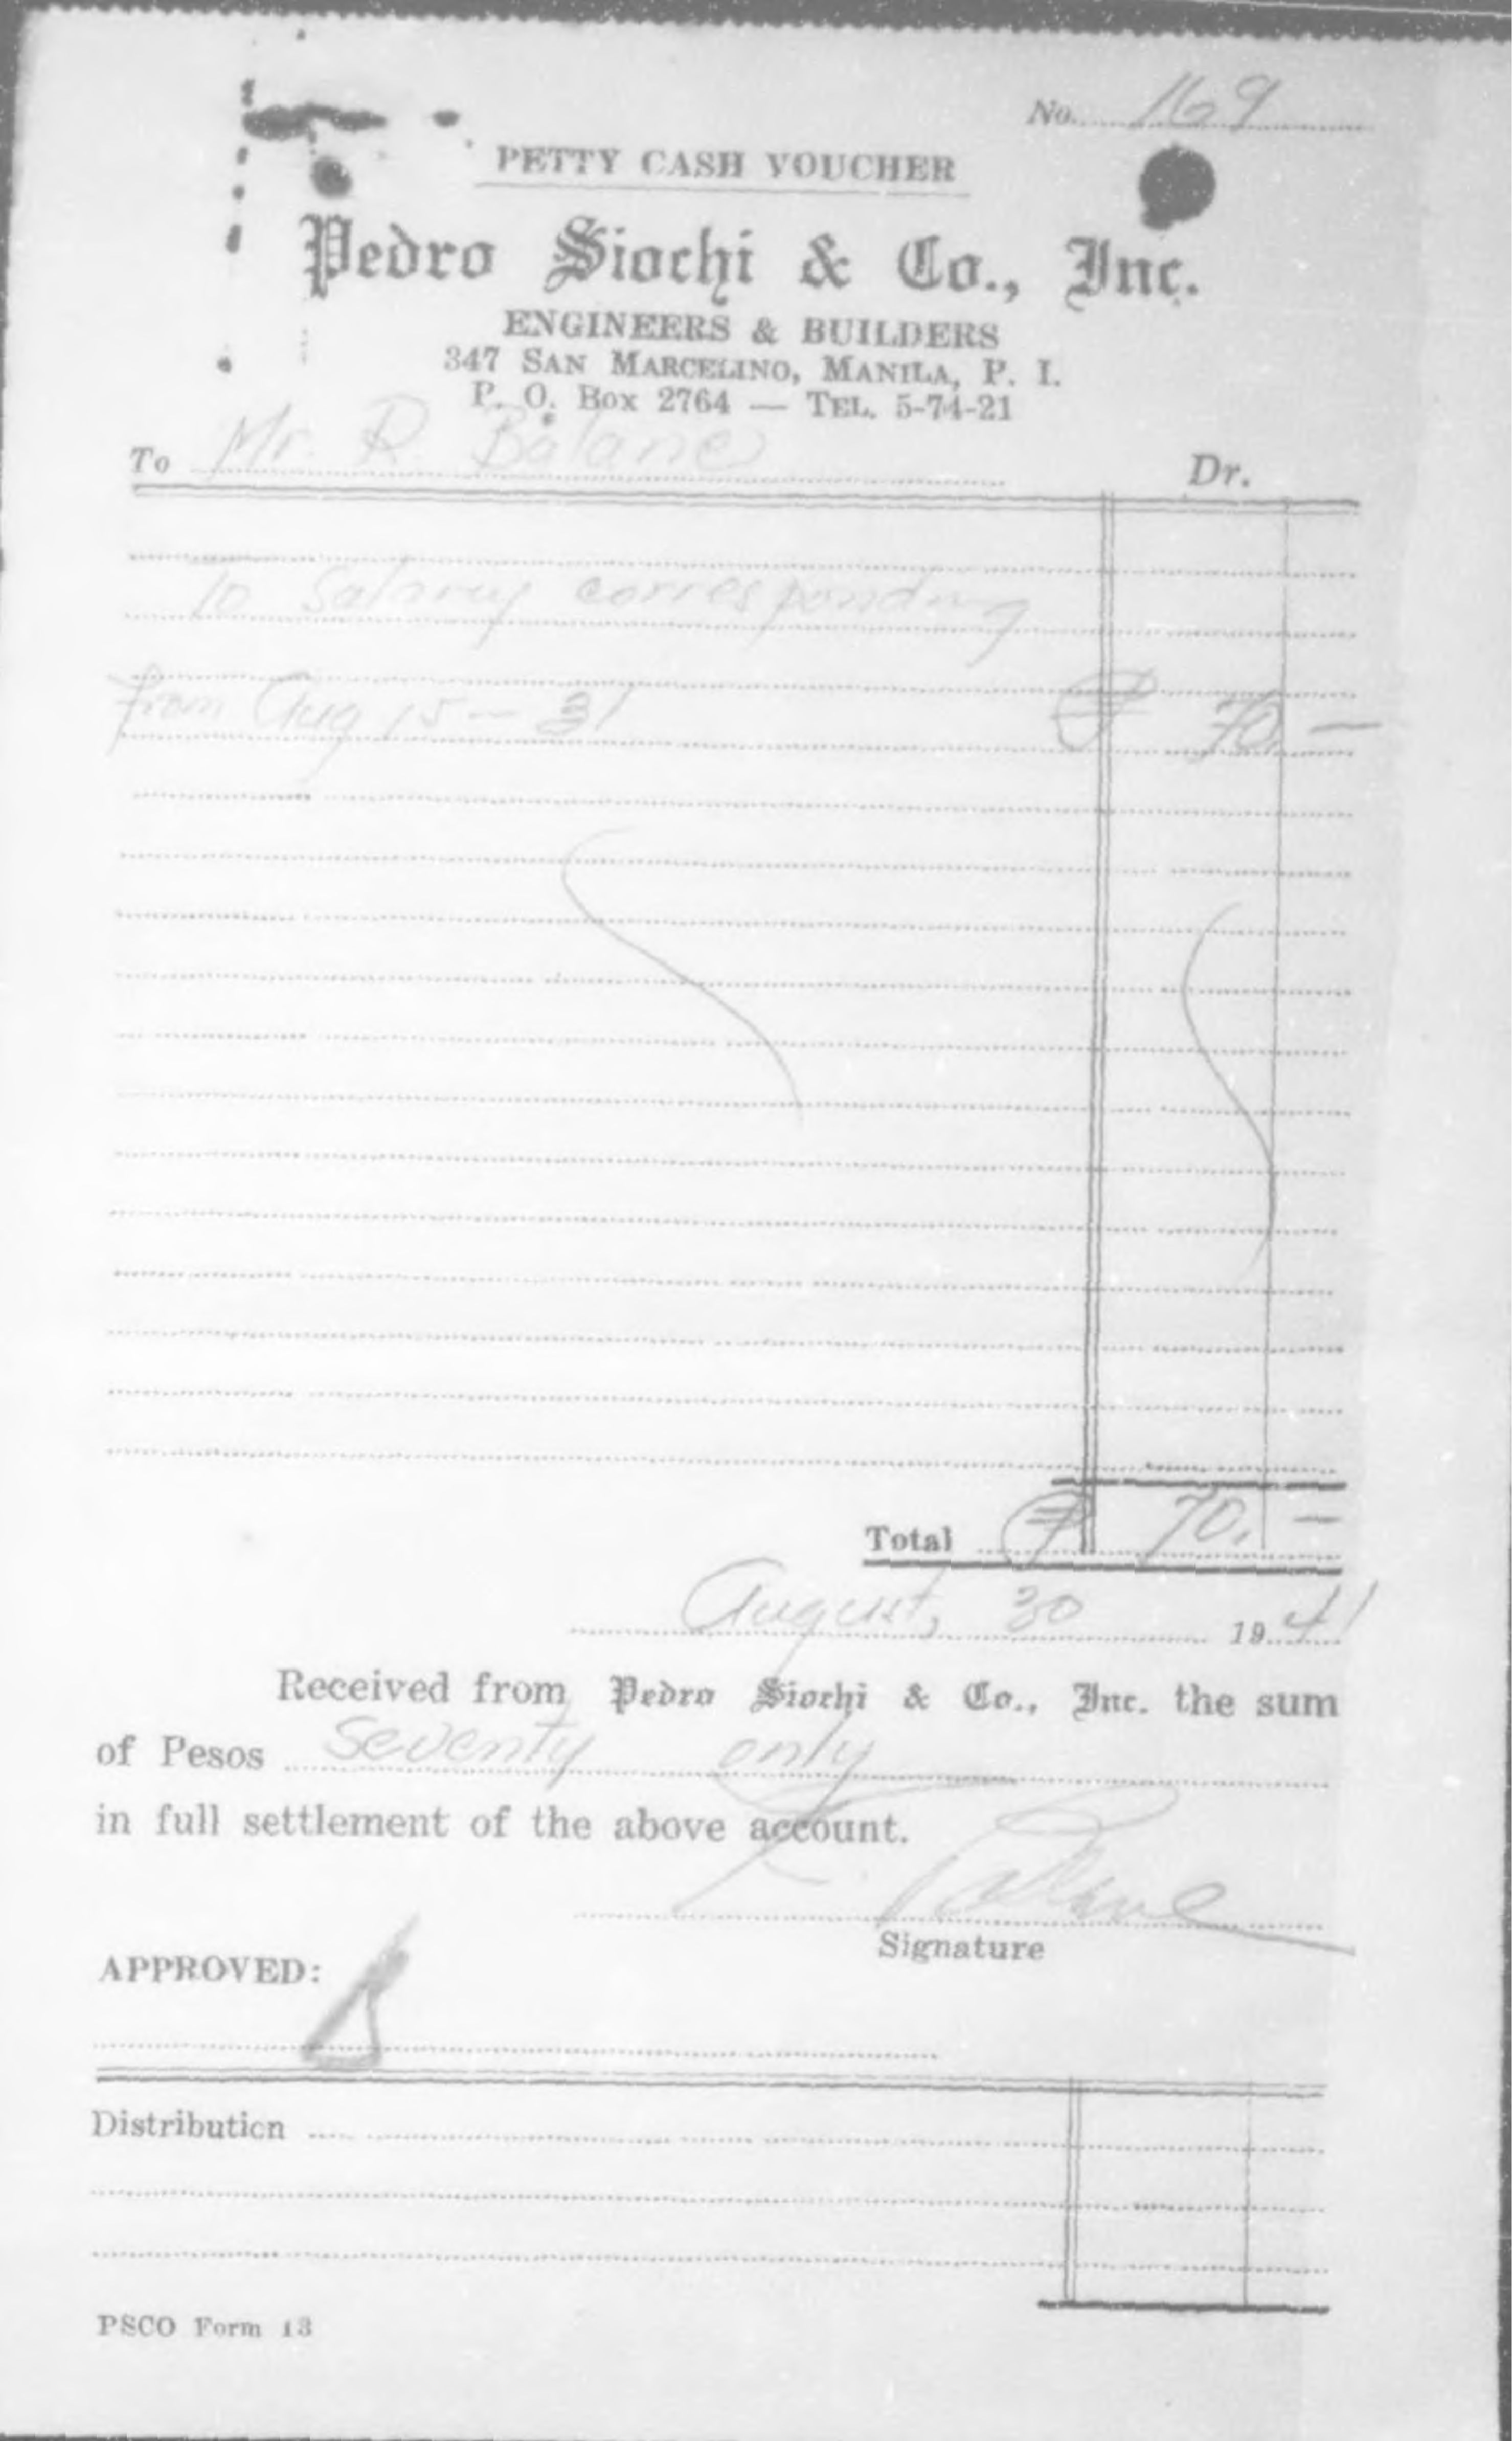 No. 169
PETTY CASH VOUCHER
Pedro Siochi & Co., Inc.
ENGINEERS & BUILDERS
347 SAN MARCELINO, MANILA, P. I.
P. O. Box 2764 — TEL. 5-74-21
To Mr. R. Balane Dr.
To Salary corresponding
from Aug 15 - 31 ₱ 70. —
Total ₱ 70. —
August, 30 1941
Received from Pedro Siochi & Co., Inc. the sum
of Pesos Seventy only
in full settlement of the above account.
Balane
Signature
APPROVED:
Distribution
PSCO Form 13